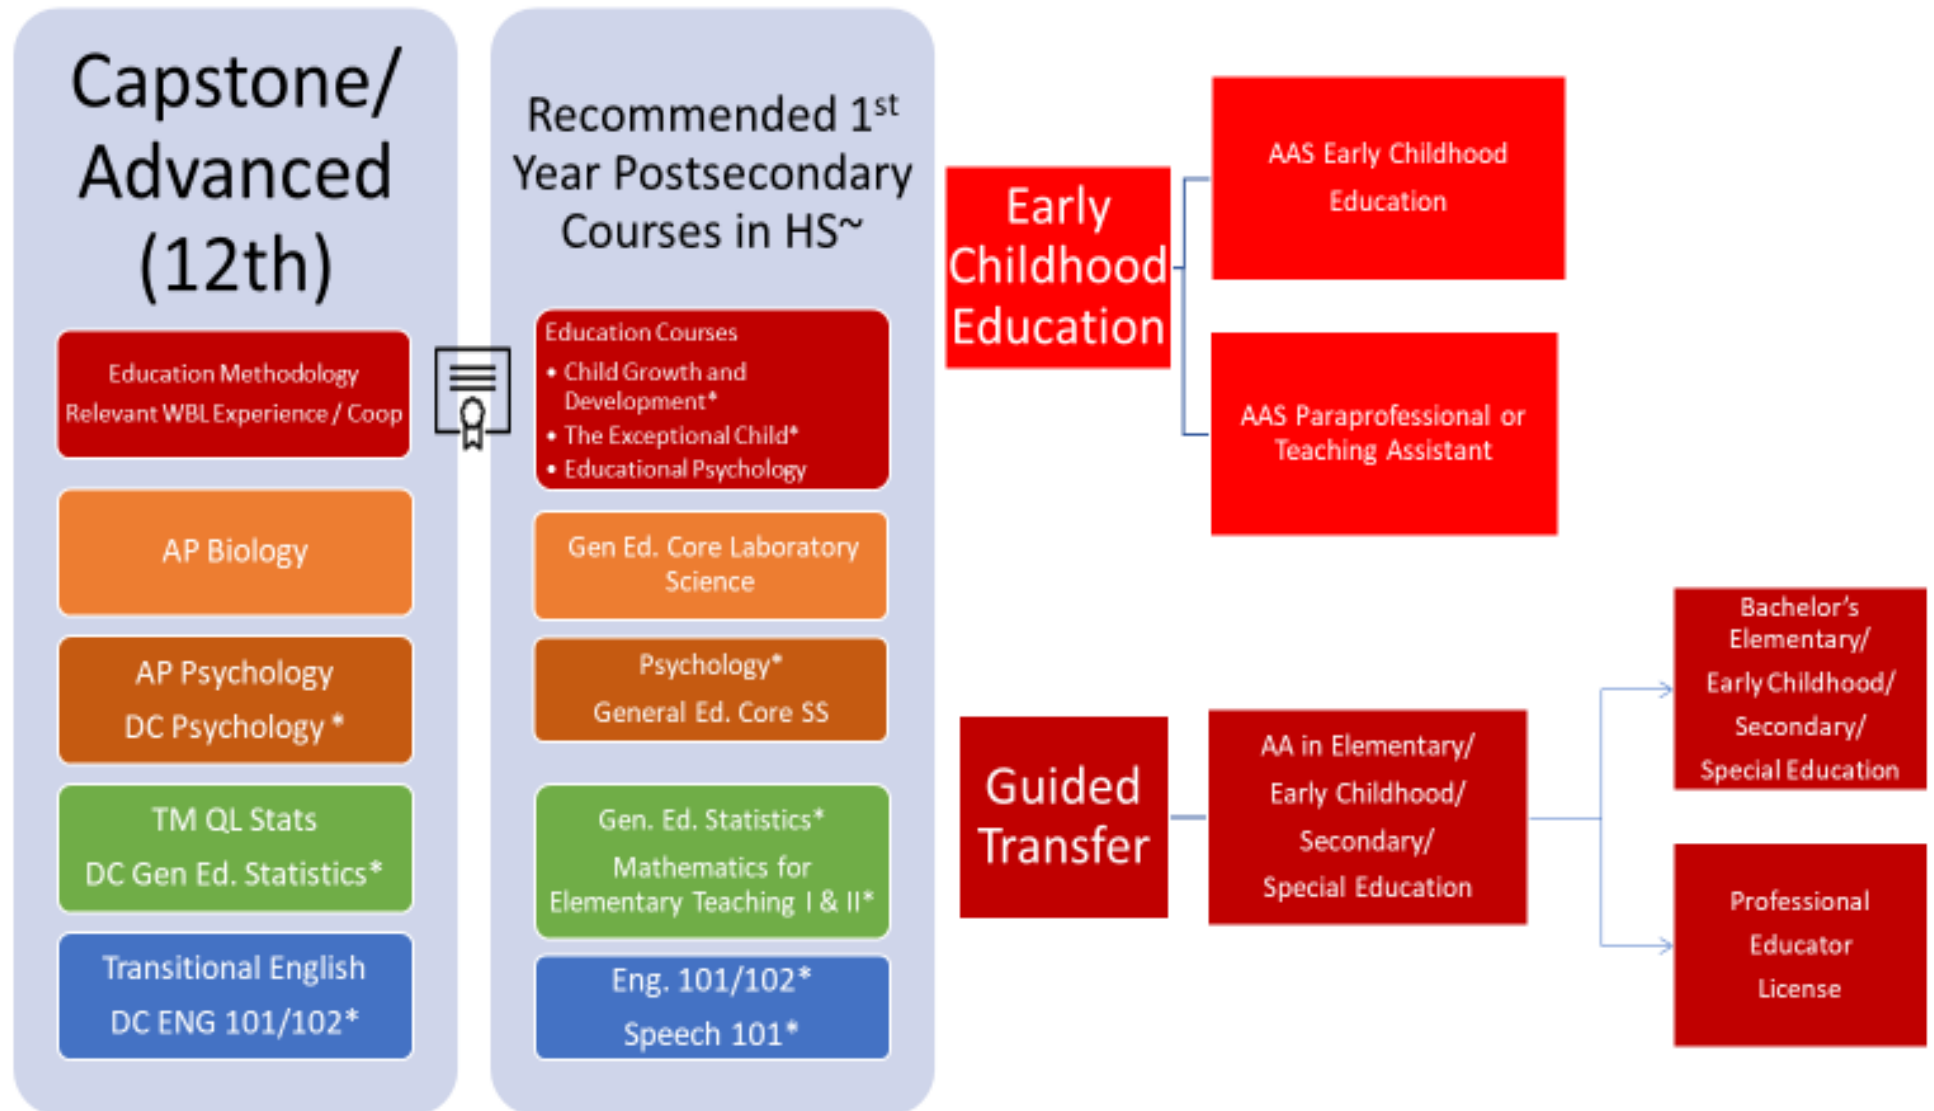 Capstone/
Advanced
(12th)
Education Methodology
Relevant WBL Experience / Coop
AP Biology
AP Psychology
DC Psychology *
TM QL Stats
DC Gen Ed. Statistics*
Transitional English
DC ENG 101/102*
Recommended 1st
Year Postsecondary
Courses in HS~
Education Courses
• Child Growth and
Development*
• The Exceptional Child*
• Educational Psychology
Gen Ed. Core Laboratory
Science
Psychology*
General Ed. Core SS
Gen. Ed. Statistics*
Mathematics for
Elementary Teaching I & II*
Eng. 101/102*
Speech 101*
Early
Childhood
Education
AAS Early Childhood
Education
AAS Paraprofessional or
Teaching Assistant
Guided
Transfer
AA in Elementary/
Early Childhood/
Secondary/
Special Education
Bachelor’s
Elementary/
Early Childhood/
Secondary/
Special Education
Professional
Educator
License